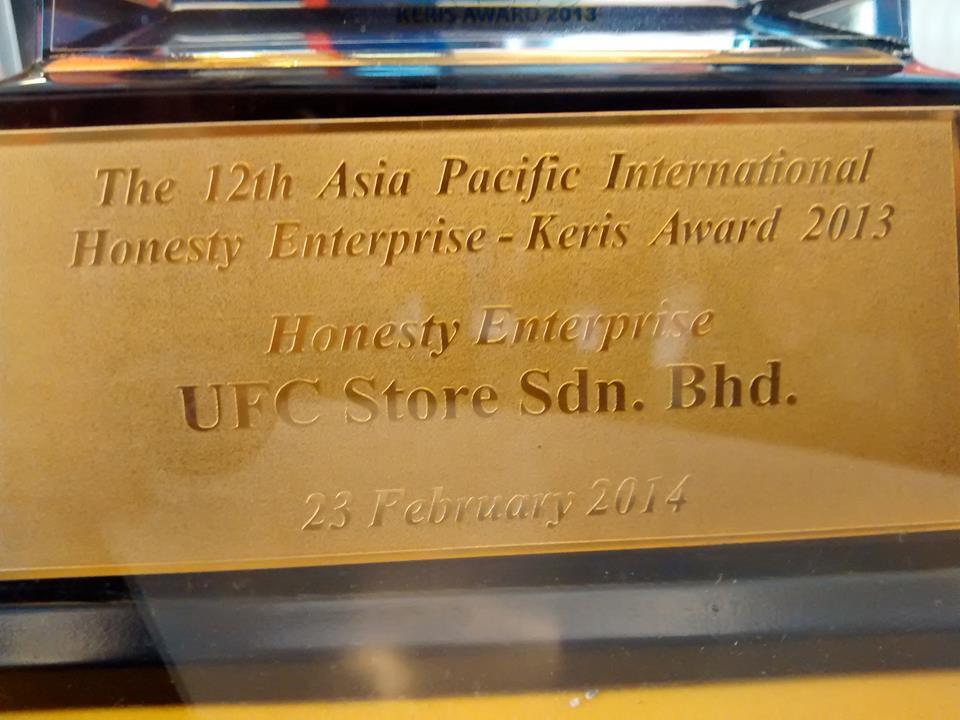 KERIS AWARD 2013
The 12th Asia Pacific International
Honesty Enterprise - Keris Award 2013
Honesty Enterprise
UFC Store Sdn. Bhd.
23 February 2014